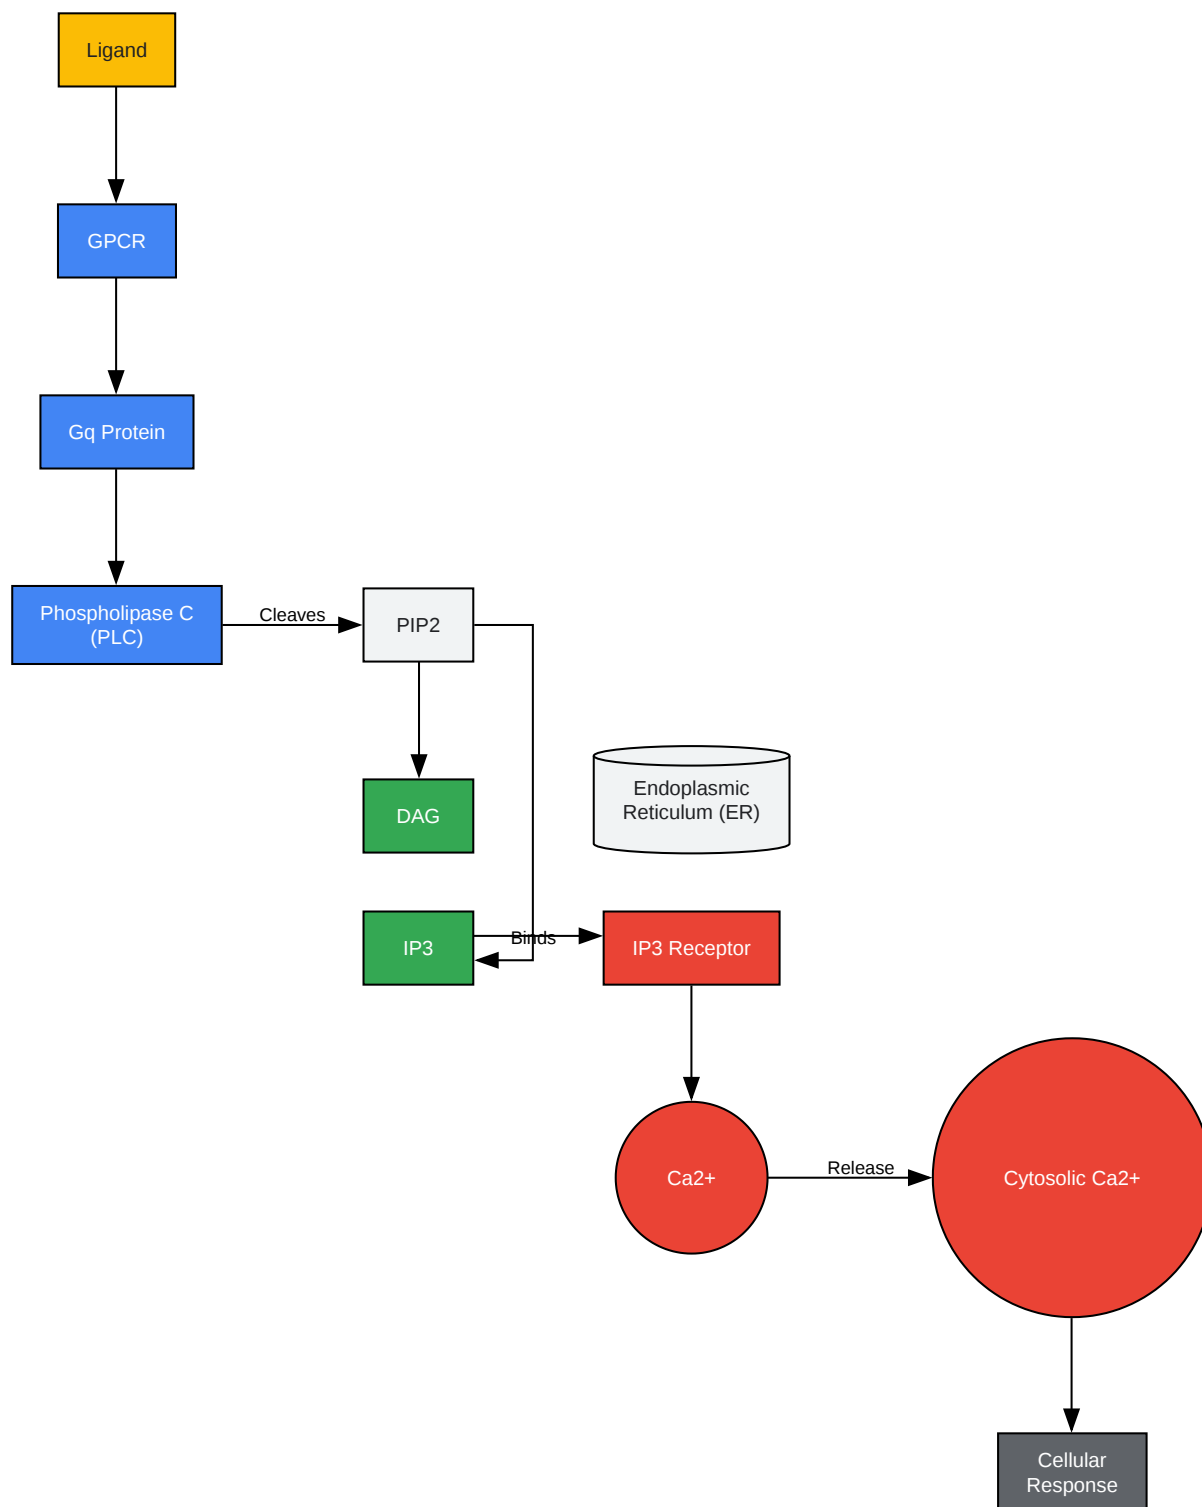 Ligand
GPCR
Gq Protein
Phospholipase C
(PLC)
Cleaves
PIP2
Endoplasmic
Reticulum (ER)
DAG
IP3
Binds
IP3 Receptor
Ca2+
Release
Cytosolic Ca2+
Cellular
Response